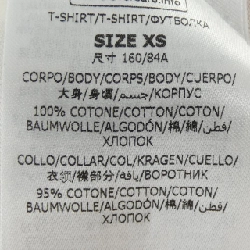 T-SHIRT/T-SHIRT/ФУТБОЛКА
SIZE XS
尺寸 160/84A
CORPO/BODY/CORPS/BODY/CUERPO/
大身/身頃/جسم/КОРПУС
100% COTONE/COTTON/COTON/
BAUMWOLLE/ALGODÓN/棉/綿/قطن/
ХЛОПОК
COLLO/COLLAR/COL/KRAGEN/CUELLO/
衣领/襟部分/ياقة/ВОРОТНИК
95% COTONE/COTTON/COTON/
BAUMWOLLE/ALGODÓN/棉/綿/قطن/
ХЛОПОК